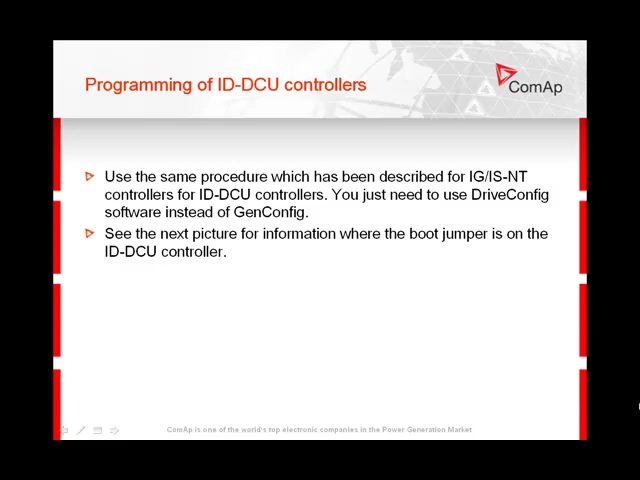 Programming of ID-DCU controllers
ComAp
Use the same procedure which has been described for IG/IS-NT
controllers for ID-DCU controllers. You just need to use DriveConfig
software instead of GenConfig.
See the next picture for information where the boot jumper is on the
ID-DCU controller.
ComAp is one of the world's top electronic companies in the Power Generation Market